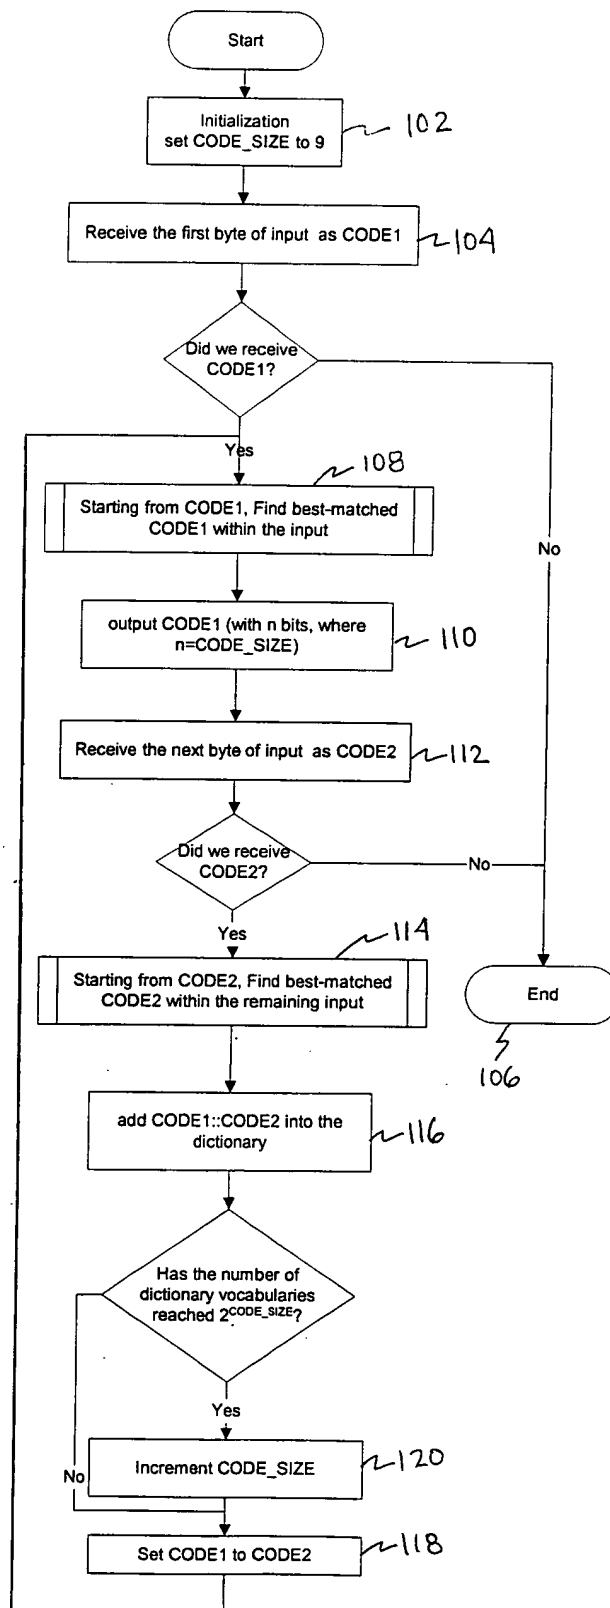 Start
Initialization
set CODE_SIZE to 9
102
Receive the first byte of input as CODE1
104
Did we receive
CODE1?
Yes
No
108
Starting from CODE1, Find best-matched
CODE1 within the input
output CODE1 (with n bits, where
n=CODE_SIZE)
110
Receive the next byte of input as CODE2
112
Did we receive
CODE2?
No
Yes
114
Starting from CODE2, Find best-matched
CODE2 within the remaining input
End
106
add CODE1::CODE2 into the
dictionary
116
Has the number of
dictionary vocabularies
reached 2^CODE_SIZE?
Yes
No
Increment CODE_SIZE
120
Set CODE1 to CODE2
118